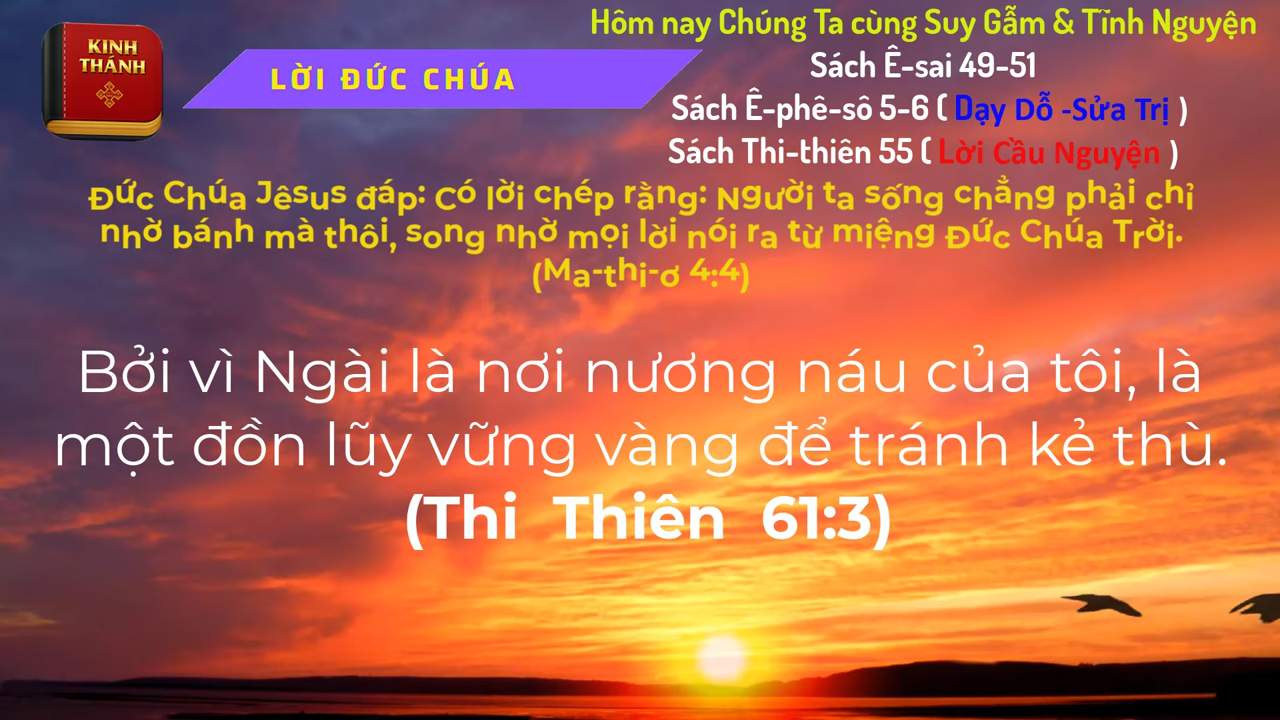 KINH
THÁNH
LỜI ĐỨC CHÚA
Hôm nay Chúng Ta cùng Suy Gẫm & Tĩnh Nguyện
Sách Ê-sai 49-51
Sách Ê-phê-sô 5-6 ( Dạy Dỗ -Sửa Trị )
Sách Thi-thiên 55 ( Lời Cầu Nguyện )
Đức Chúa Jêsus đáp: Có lời chép rằng: Người ta sống chẳng phải chỉ
nhờ bánh mà thôi, song nhờ mọi lời nói ra từ miệng Đức Chúa Trời.
(Ma-thi-ơ 4:4)
Bởi vì Ngài là nơi nương náu của tôi, là
một đồn lũy vững vàng để tránh kẻ thù.
(Thi Thiên 61:3)